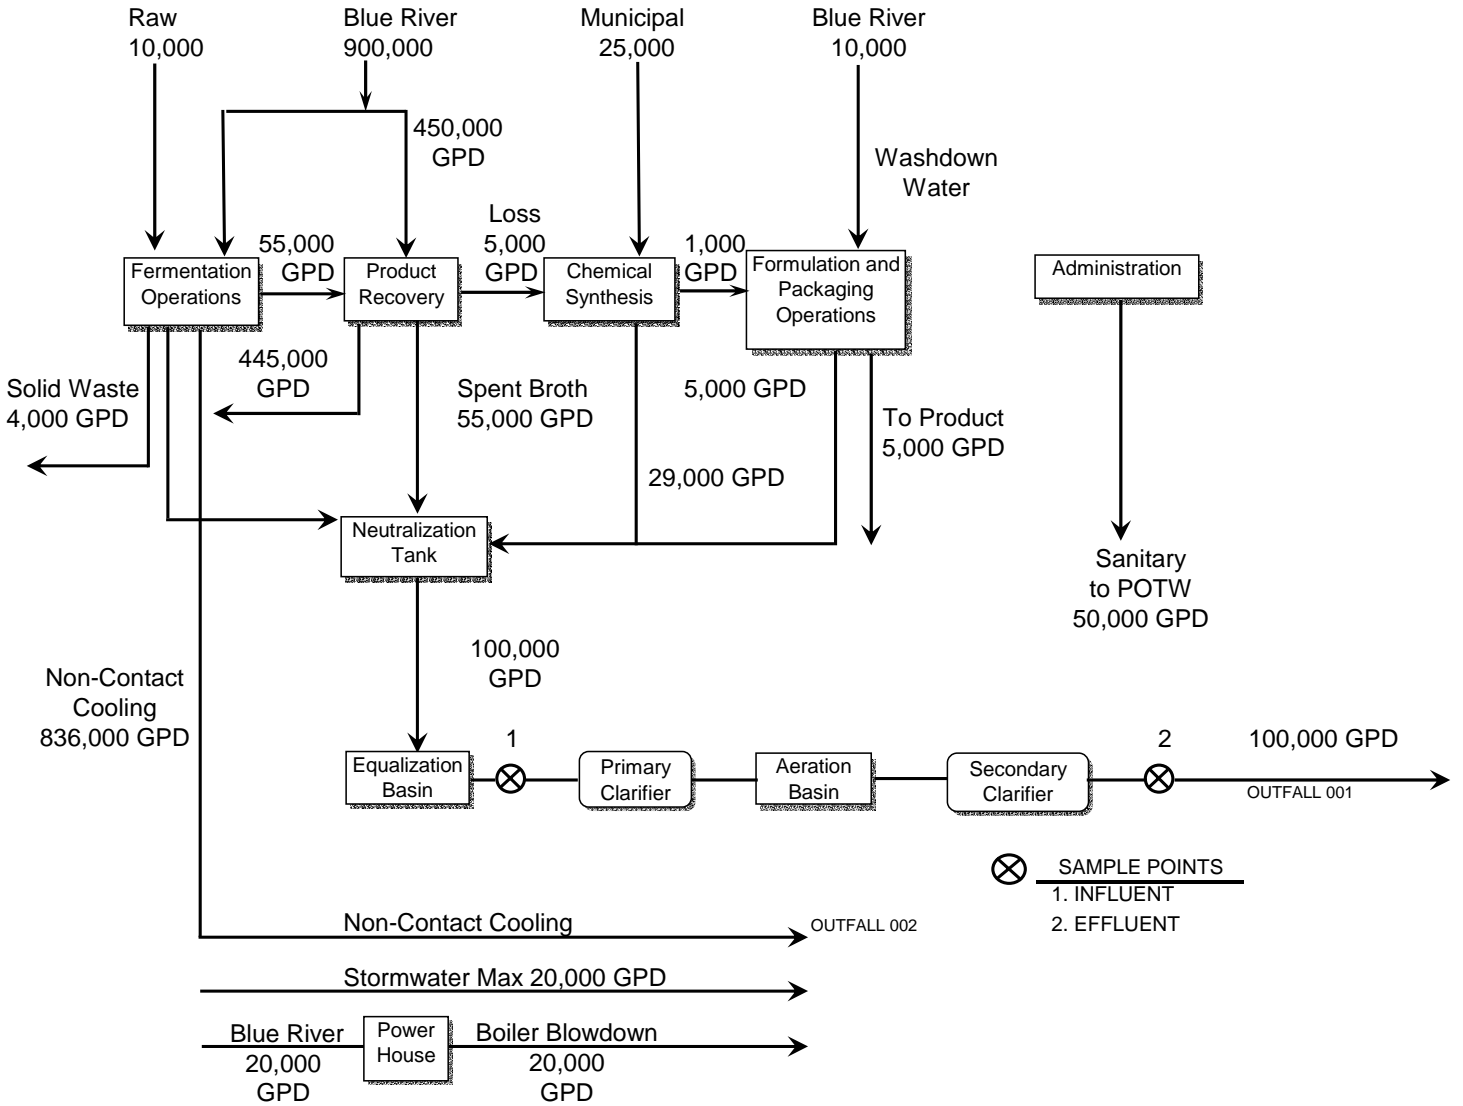 Raw
10,000
Blue River
900,000
Municipal
25,000
Blue River
10,000
450,000
GPD
Washdown
Water
Loss
5,000
GPD
55,000
GPD
1,000
GPD
Fermentation
Operations
Product
Recovery
Chemical
Synthesis
Formulation and
Packaging
Operations
Administration
Solid Waste
4,000 GPD
445,000
GPD
Spent Broth
55,000 GPD
5,000 GPD
To Product
5,000 GPD
29,000 GPD
Neutralization
Tank
Sanitary
to POTW
50,000 GPD
100,000
GPD
Non-Contact
Cooling
836,000 GPD
Equalization
Basin
1
Primary
Clarifier
Aeration
Basin
Secondary
Clarifier
2
100,000 GPD
OUTFALL 001
SAMPLE POINTS
1. INFLUENT
2. EFFLUENT
Non-Contact Cooling
OUTFALL 002
Stormwater Max 20,000 GPD
Blue River
20,000
GPD
Power
House
Boiler Blowdown
20,000
GPD